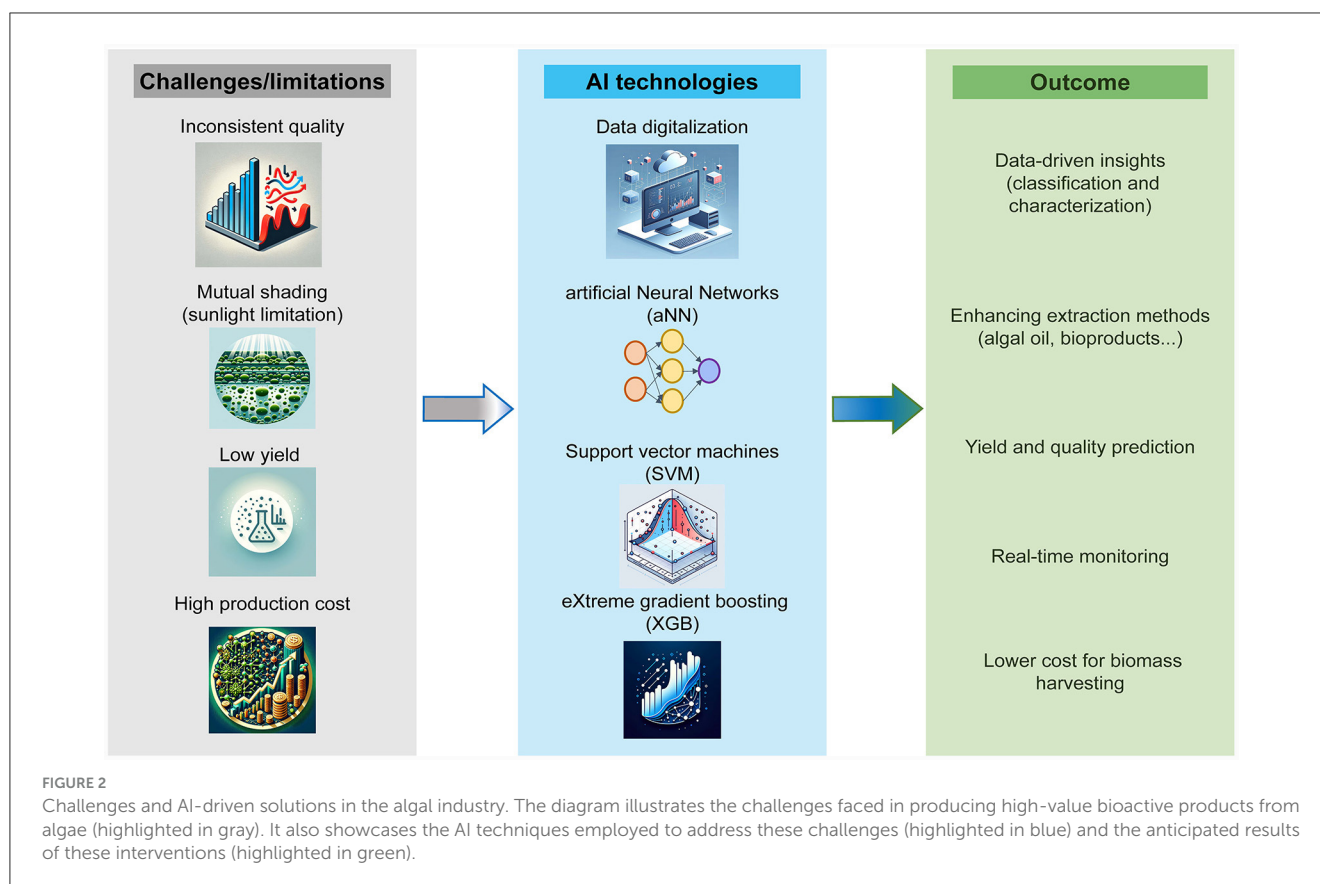 Challenges/limitations
Inconsistent quality
Mutual shading
(sunlight limitation)
Low yield
High production cost
AI technologies
Data digitalization
artificial Neural Networks
(aNN)
Support vector machines
(SVM)
eXtreme gradient boosting
(XGB)
Outcome
Data-driven insights
(classification and
characterization)
Enhancing extraction methods
(algal oil, bioproducts...)
Yield and quality prediction
Real-time monitoring
Lower cost for biomass
harvesting
FIGURE 2
Challenges and AI-driven solutions in the algal industry. The diagram illustrates the challenges faced in producing high-value bioactive products from
algae (highlighted in gray). It also showcases the AI techniques employed to address these challenges (highlighted in blue) and the anticipated results
of these interventions (highlighted in green).